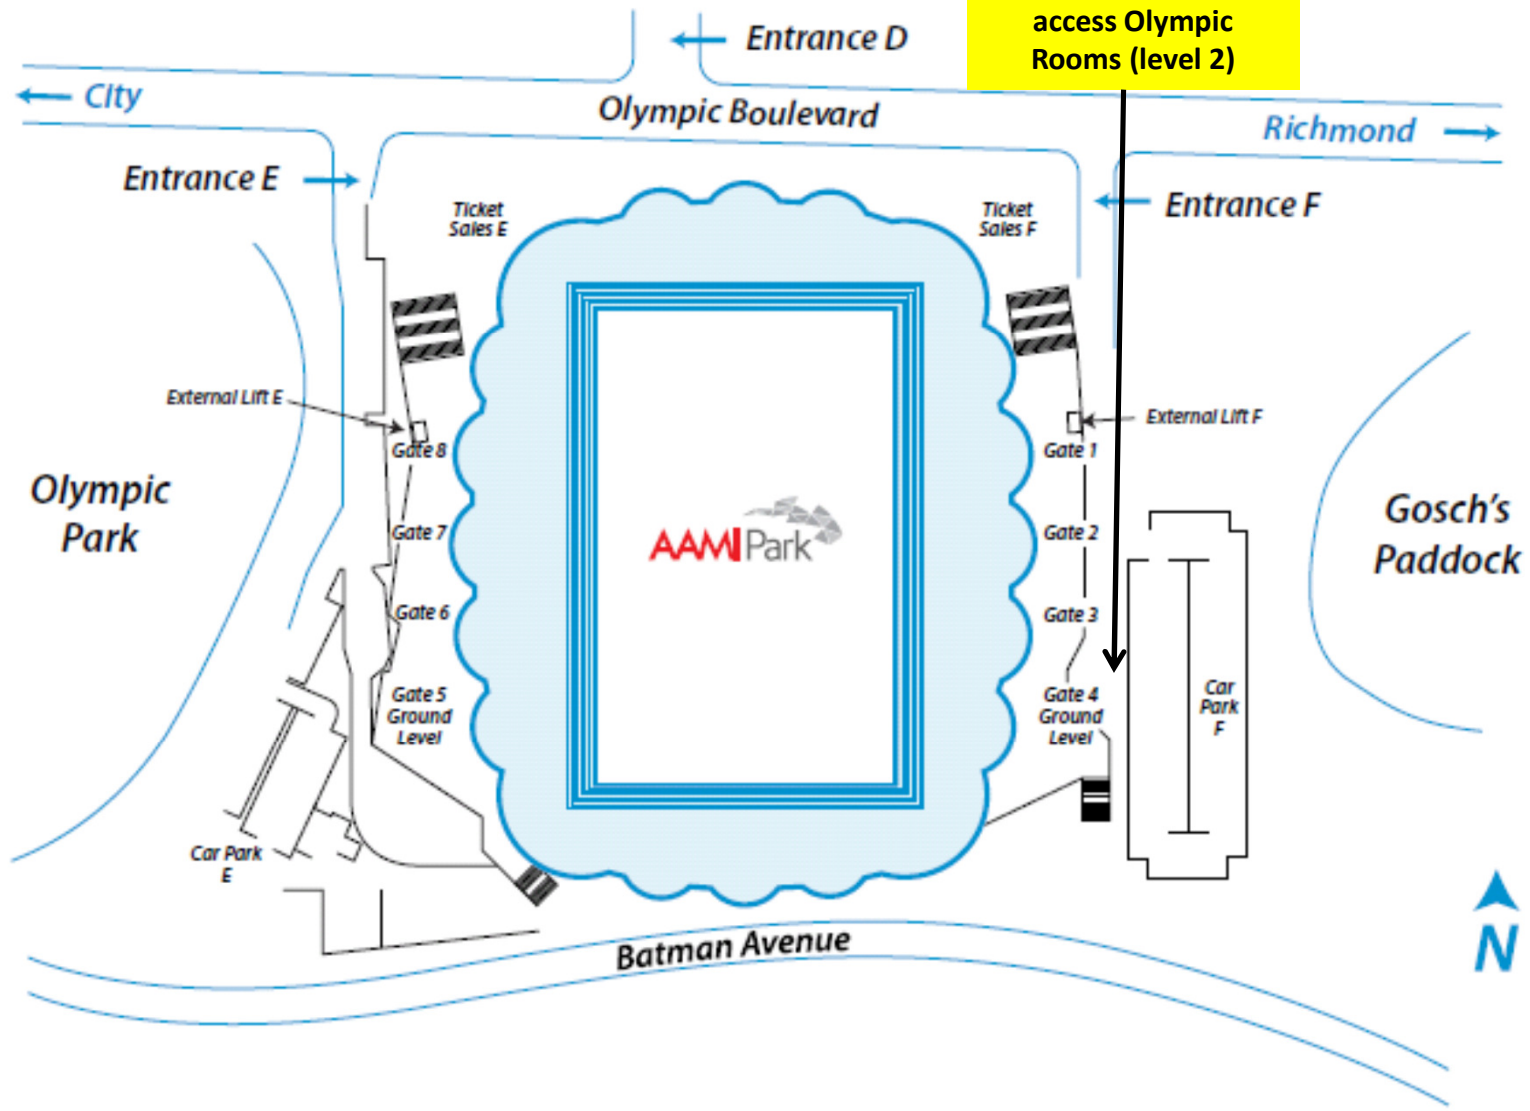 access Olympic
Rooms (level 2)
Entrance D
City
Olympic Boulevard
Richmond
Entrance E
Entrance F
Ticket
Sales E
Ticket
Sales F
External Lift E
External Lift F
Gate 8
Gate 1
Olympic
Park
Gate 7
AAMI Park
Gate 2
Gosch's
Paddock
Gate 6
Gate 3
Gate 5
Ground
Level
Gate 4
Ground
Level
Car
Park
F
Car Park
E
Batman Avenue
N